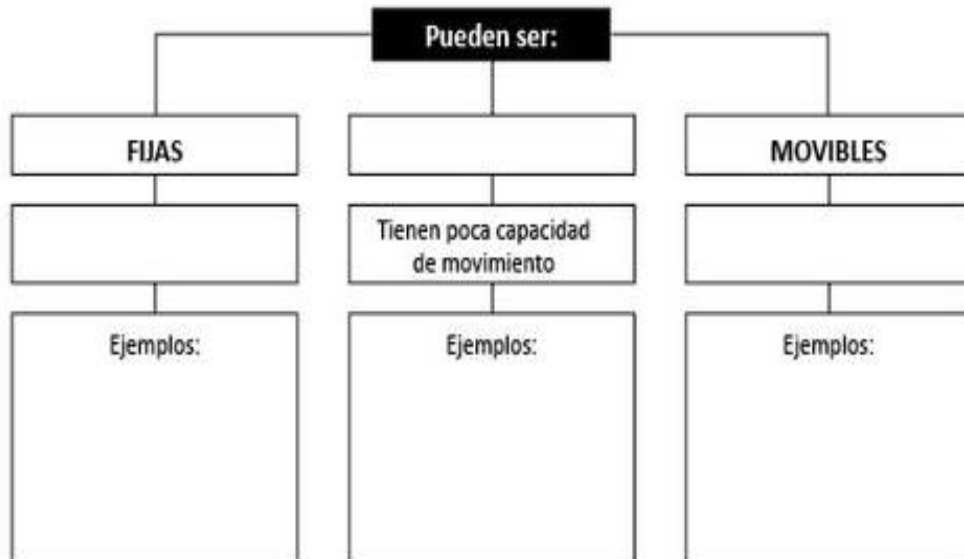 Pueden ser:
FIJAS
MOVIBLES
Tienen poca capacidad
de movimiento
Ejemplos:
Ejemplos:
Ejemplos: